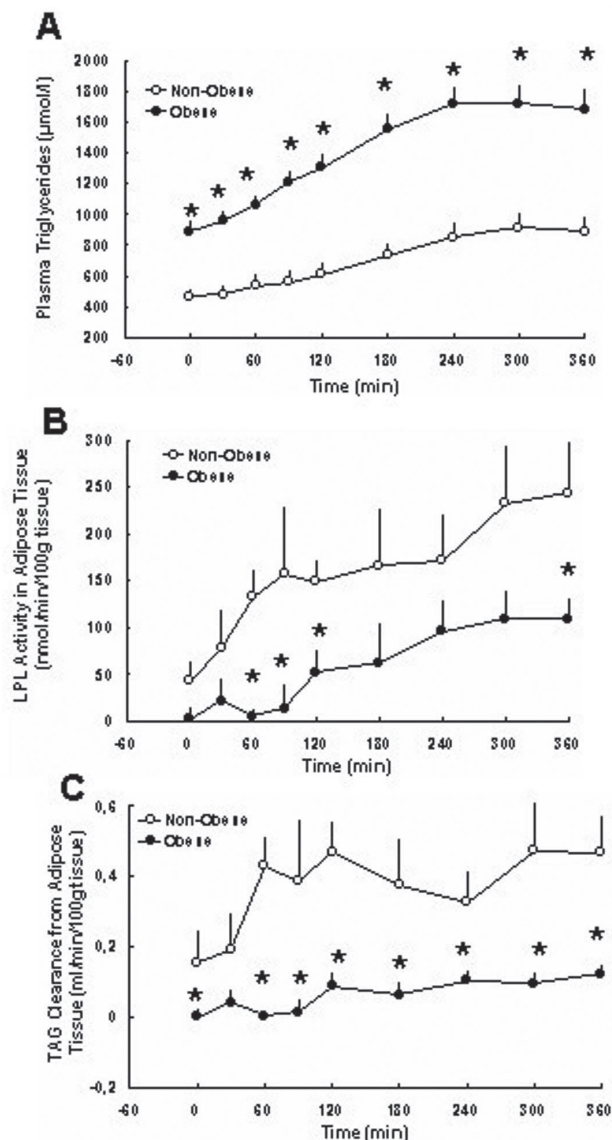 A
Plasma Triglycerides (µmol/l)
2000
1800
1600
1400
1200
1000
800
600
400
200
Non-Obese
Obese
★ ★ ★ ★ ★ ★ ★ ★ ★
-60 0 60 120 180 240 300 360
Time (min)
B
LPL Activity in Adipose Tissue
(nmol/min/100g tissue)
300
250
200
150
100
50
0
Non-Obese
Obese
★ ★ ★ ★
-60 0 60 120 180 240 300 360
Time (min)
C
TAG Clearance from Adipose
Tissue (ml/min/100gtissue)
0,6
0,4
0,2
0
-0,2
Non-Obese
Obese
★ ★ ★ ★ ★ ★ ★ ★
-60 0 60 120 180 240 300 360
Time (min)